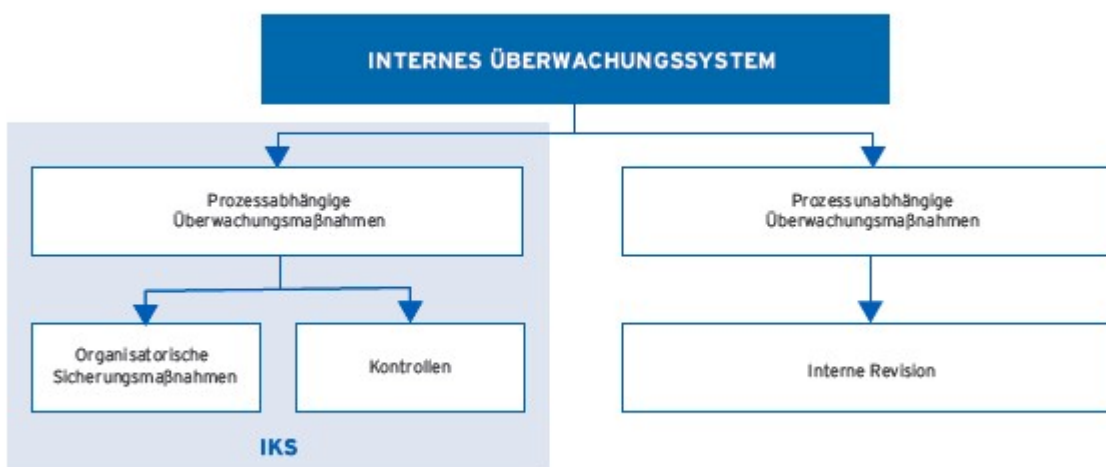 INTERNES ÜBERWACHUNGSSYSTEM
Prozessabhängige
Überwachungsmaßnahmen
Prozessunabhängige
Überwachungsmaßnahmen
Organisatorische
Sicherungsmaßnahmen
Kontrollen
Interne Revision
IKS